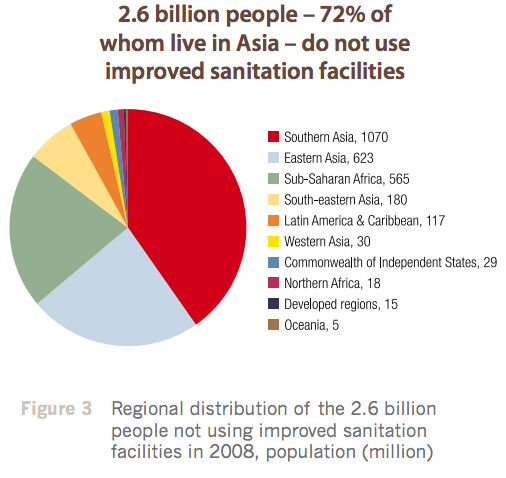 2.6 billion people – 72% of
whom live in Asia – do not use
improved sanitation facilities
Southern Asia, 1070
Eastern Asia, 623
Sub-Saharan Africa, 565
South-eastern Asia, 180
Latin America & Caribbean, 117
Western Asia, 30
Commonwealth of Independent States, 29
Northern Africa, 18
Developed regions, 15
Oceania, 5
Figure 3 Regional distribution of the 2.6 billion
people not using improved sanitation
facilities in 2008, population (million)